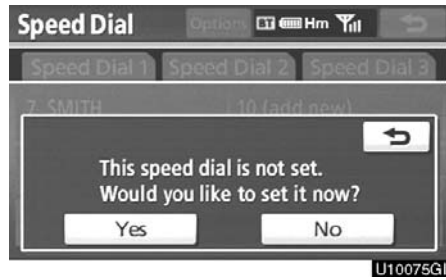 Speed Dial Options BT Hm
Speed Dial 1 Speed Dial 2 Speed Dial 3
7. SMITH 10 (add new)
This speed dial is not set.
Would you like to set it now?
Yes No
U10075G